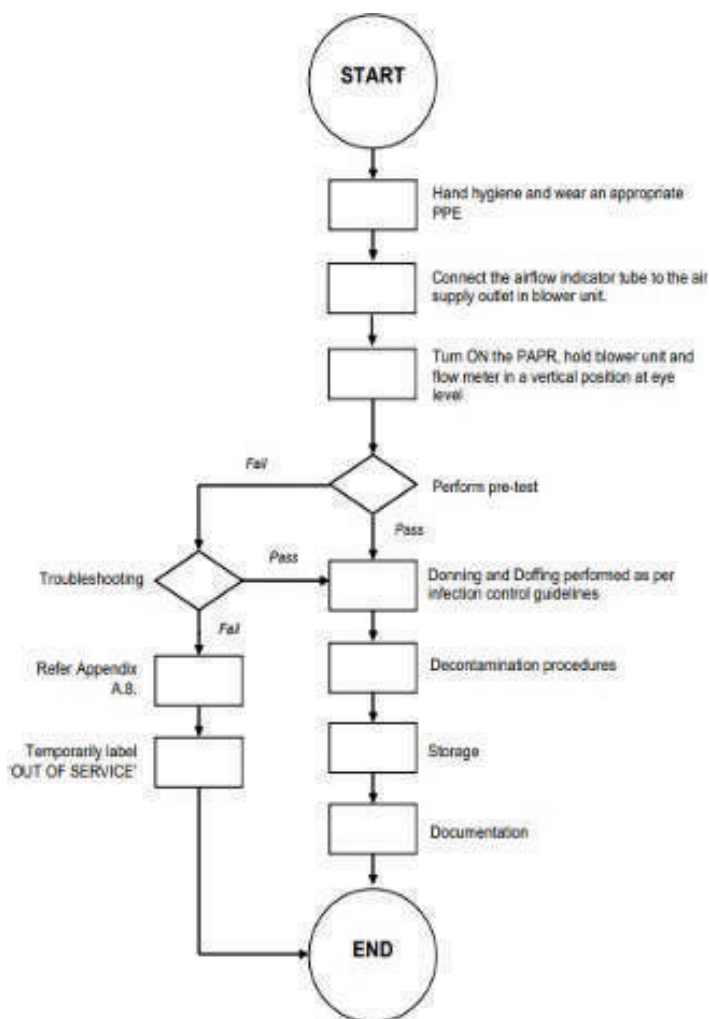 START
Hand hygiene and wear an appropriate
PPE
Connect the airflow indicator tube to the air
supply outlet in blower unit.
Turn ON the PAPR, hold blower unit and
flow meter in a vertical position at eye
level
Fail
Perform pre-test
Pass
Troubleshooting
Pass
Donning and Doffing performed as per
infection control guidelines
Fail
Refer Appendix
A.8.
Decontamination procedures
Temporarily label
'OUT OF SERVICE'
Storage
Documentation
END